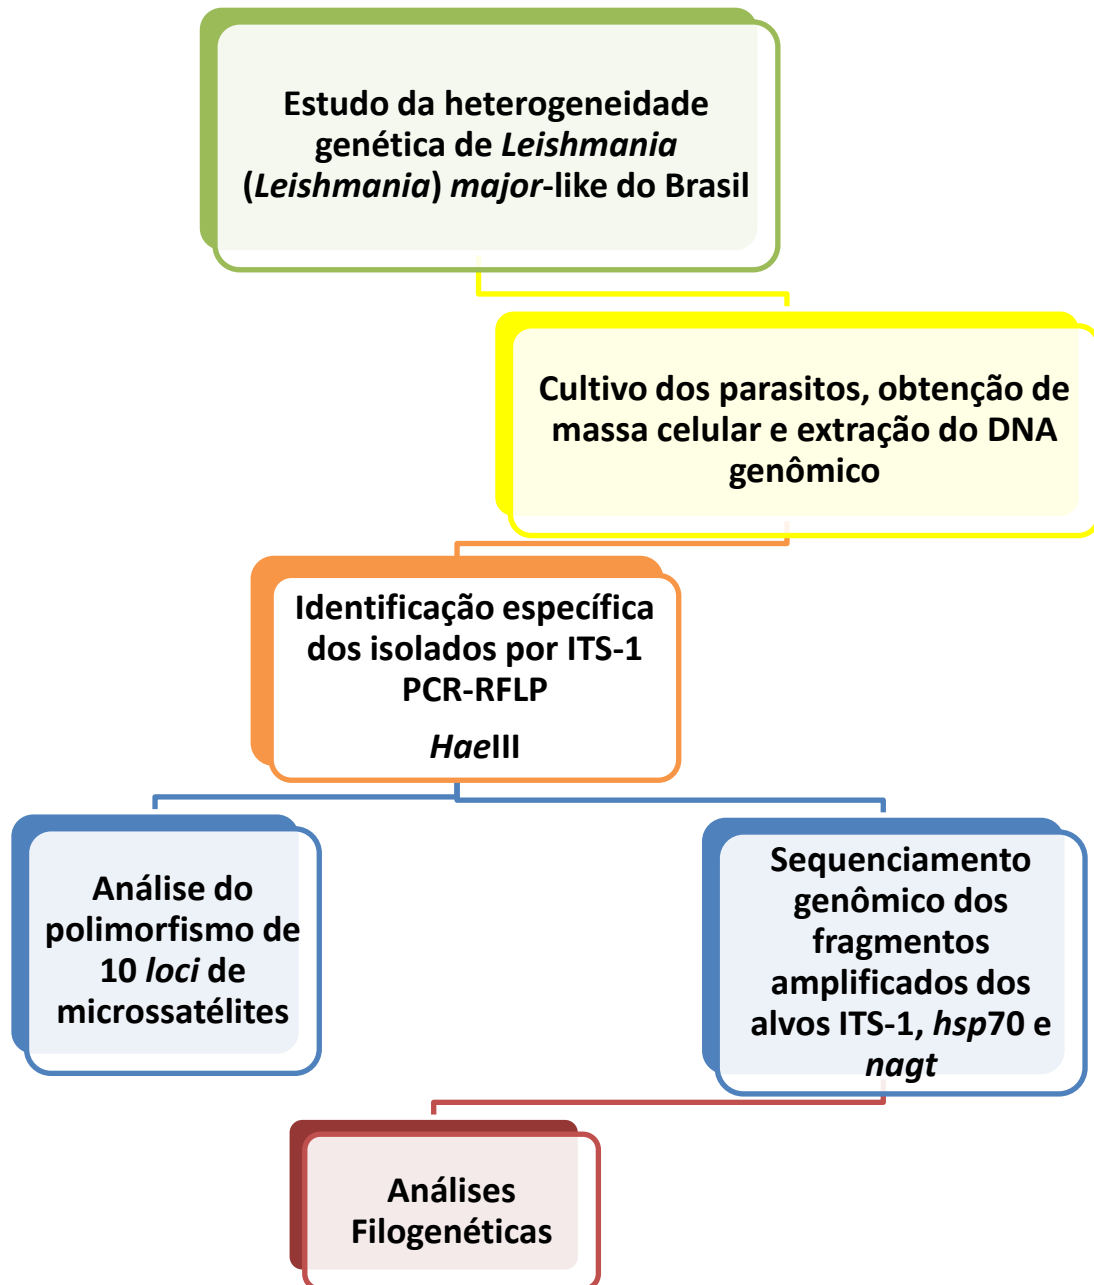 Estudo da heterogeneidade
genética de Leishmania
(Leishmania) major-like do Brasil
Cultivo dos parasitos, obtenção de
massa celular e extração do DNA
genômico
Identificação específica
dos isolados por ITS-1
PCR-RFLP
HaeIII
Análise do
polimorfismo de
10 loci de
microssatélites
Sequenciamento
genômico dos
fragmentos
amplificados dos
alvos ITS-1, hsp70 e
nagt
Análises
Filogenéticas